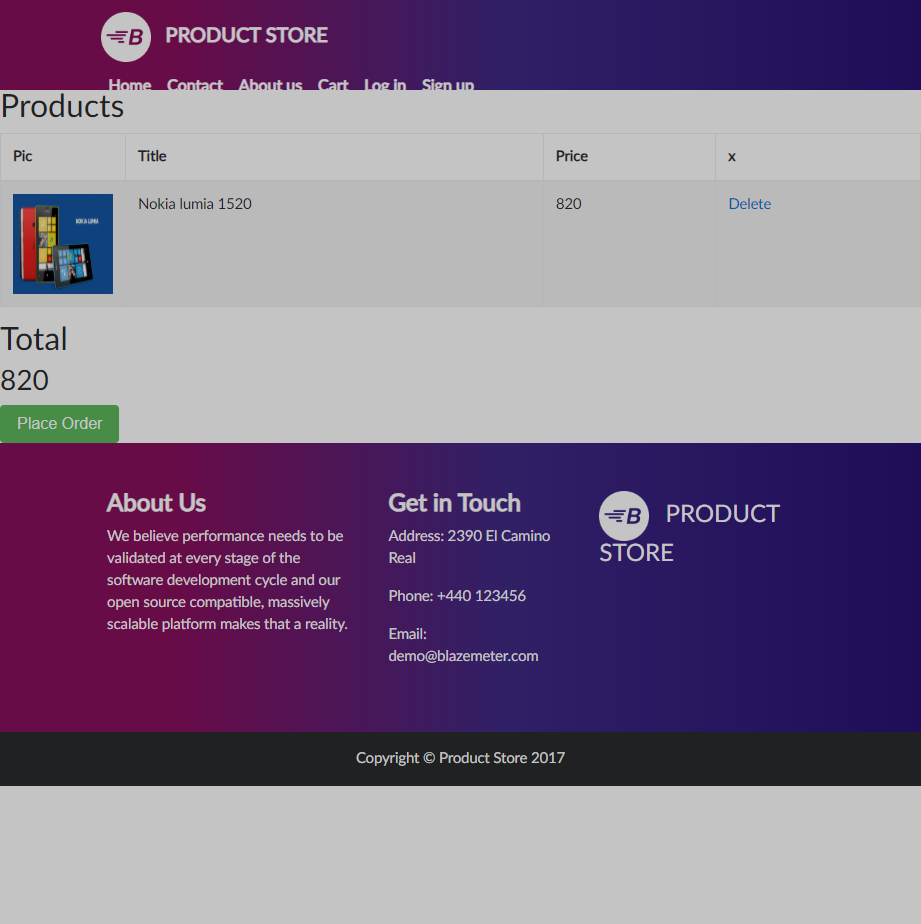 B PRODUCT STORE
Home Contact About us Cart Log in Sign up
Products
Pic Title Price x
NOKIA LUMIA
Nokia lumia 1520 820 Delete
Total
820
Place Order
About Us
We believe performance needs to be
validated at every stage of the
software development cycle and our
open source compatible, massively
scalable platform makes that a reality.
Get in Touch
Address: 2390 El Camino
Real
Phone: +440 123456
Email:
demo@blazemeter.com
B PRODUCT
STORE
Copyright © Product Store 2017